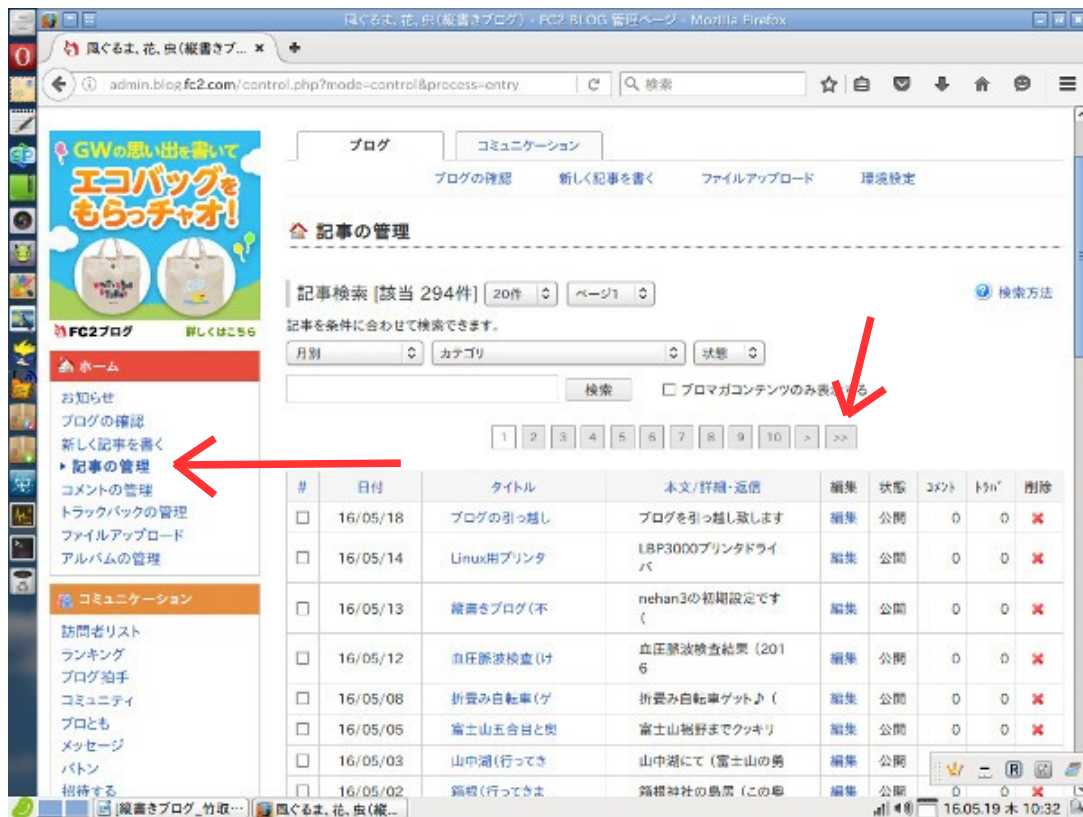 風ぐるま、花、虫(縦書きブログ) - FC2 BLOG 管理ページ - Mozilla Firefox
風ぐるま、花、虫(縦書きブ... ×
admin.blog.fc2.com/control.php?mode=control&process=entry
検索
GWの思い出を書いて
エコバッグを
もらっチャオ!
FC2ブログ 詳しくはこちら
ホーム
お知らせ
ブログの確認
新しく記事を書く
記事の管理
コメントの管理
トラックバックの管理
ファイルアップロード
アルバムの管理
コミュニケーション
訪問者リスト
ランキング
ブログ拍手
コミュニティ
ブロとも
メッセージ
バトン
招待する
ブログ コミュニケーション
ブログの確認 新しく記事を書く ファイルアップロード 環境設定
記事の管理
記事検索 [該当 294件] 20件 ページ1 検索方法
記事を条件に合わせて検索できます。
月別 カテゴリ 状態
検索 ブロマガコンテンツのみ表示する
1 2 3 4 5 6 7 8 9 10 > >>
# 日付 タイトル 本文/詳細・返信 編集 状態 コメント トラバ 削除
16/05/18 ブログの引っ越し ブログを引っ越し致します 編集 公開 0 0
16/05/14 Linux用プリンタ LBP3000プリンタドライバ 編集 公開 0 0
16/05/13 縦書きブログ(不 nehan3の初期設定です( 編集 公開 0 0
16/05/12 血圧脈波検査(け 血圧脈波検査結果 (2016 編集 公開 0 0
16/05/08 折畳み自転車(ゲ 折畳み自転車ゲット♪ ( 編集 公開 0 0
16/05/05 富士山五合目と奥 富士山裾野までクッキリ 編集 公開 0 0
16/05/03 山中湖(行ってき 山中湖にて (富士山の勇 編集 公開
16/05/02 箱根(行ってきま 箱根神社の鳥居 (この奥 編集 公開 0 0
縦書きブログ_竹取… 風ぐるま、花、虫(縦... 16.05.19 木 10:32